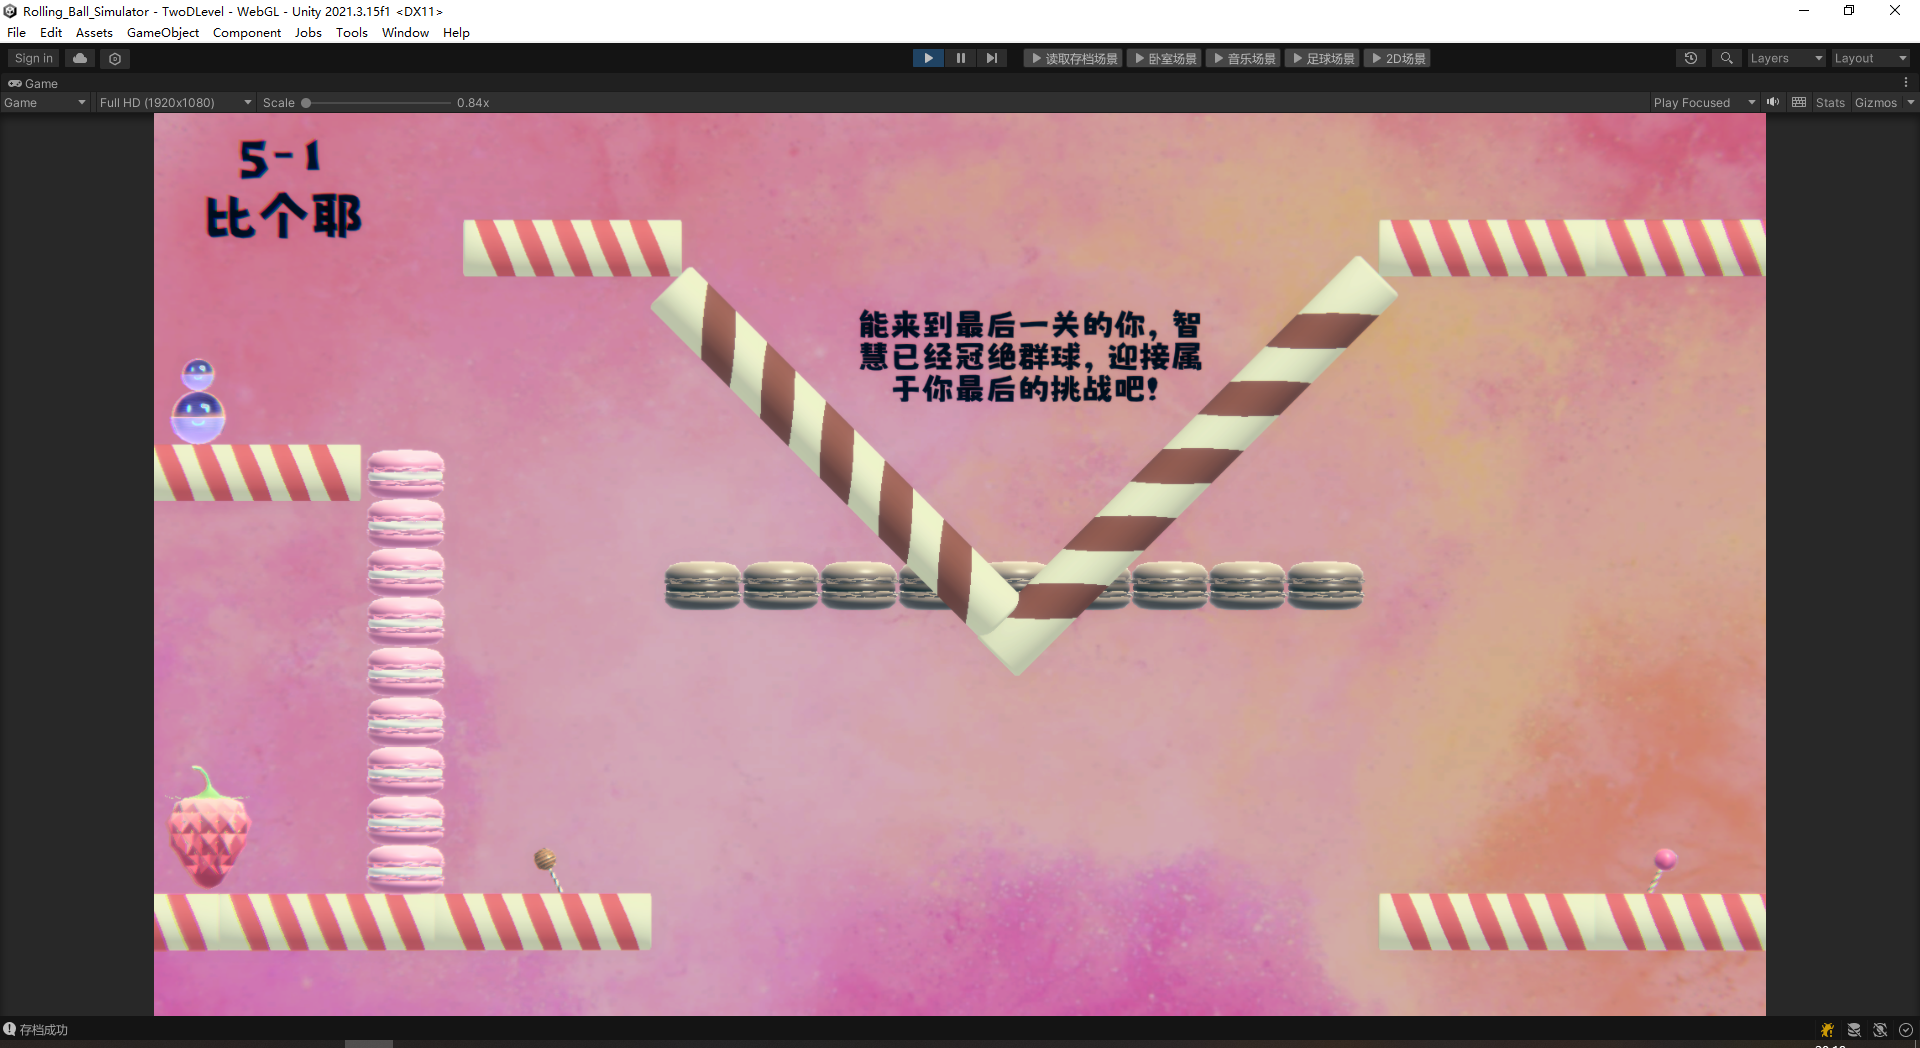 Rolling_Ball_Simulator - TwoDLevel - WebGL - Unity 2021.3.15f1 <DX11>
File Edit Assets GameObject Component Jobs Tools Window Help
Sign in 读取存档场景 卧室场景 音乐场景 足球场景 2D场景 Layers Layout
Game
Game Full HD (1920x1080) Scale 0.84x Play Focused Stats Gizmos
5-1
比个耶
能来到最后一关的你，智
慧已经冠绝群球，迎接属
于你最后的挑战吧！
存档成功